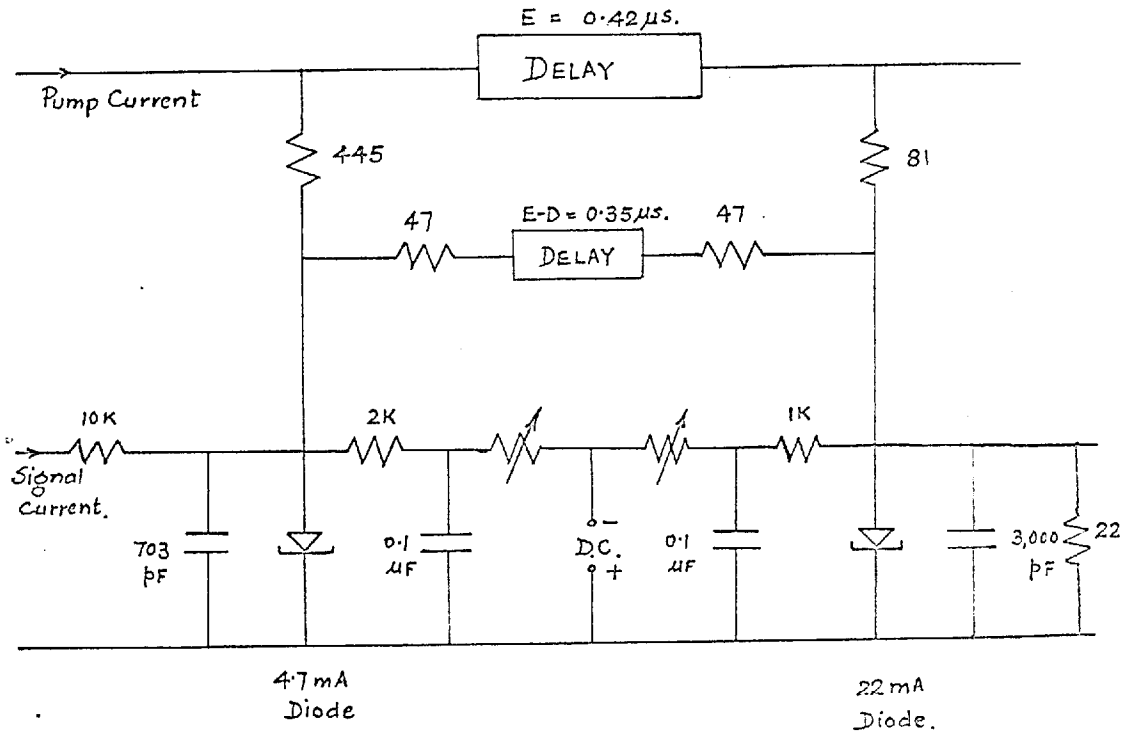 E = 0.42 µs.
DELAY
Pump Current
445
81
E-D = 0.35 µs.
47
47
DELAY
10K
2K
1K
Signal
Current.
703
pF
0.1
µF
-
D.C.
+
0.1
µF
3,000
pF
22
4.7 mA
Diode
22 mA
Diode.